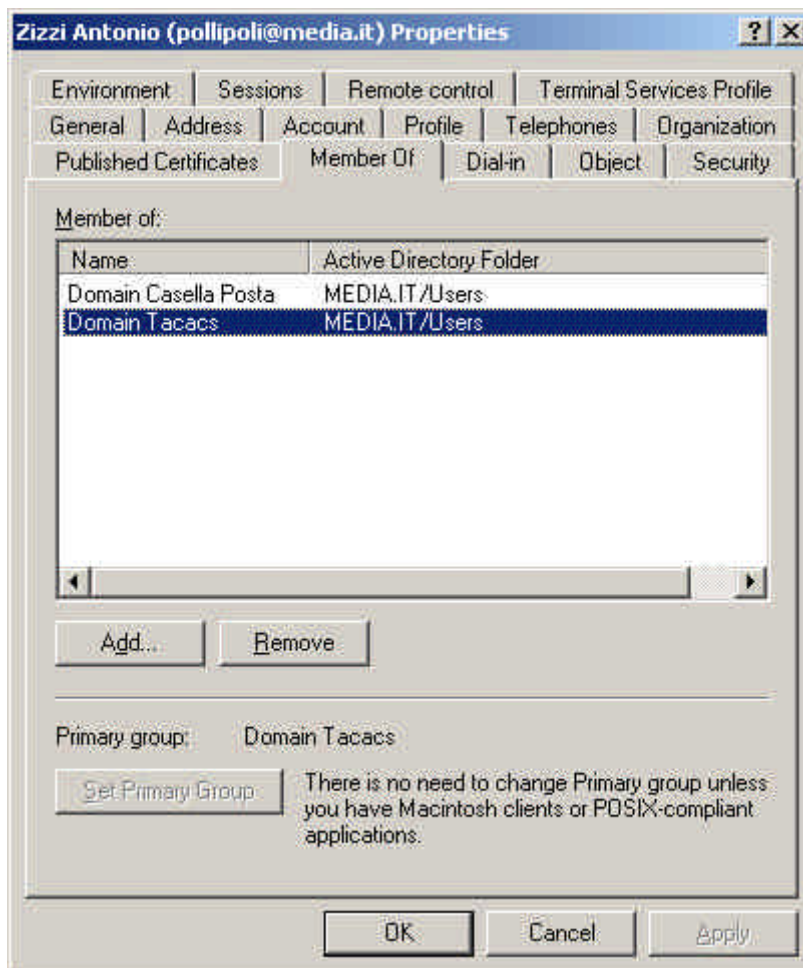 Zizzi Antonio (pollipoli@media.it) Properties
Environment Sessions Remote control Terminal Services Profile
General Address Account Profile Telephones Organization
Published Certificates Member Of Dial-in Object Security
Member of:
Name Active Directory Folder
Domain Casella Posta MEDIA.IT/Users
Domain Tacacs MEDIA.IT/Users
Add... Remove
Primary group: Domain Tacacs
Set Primary Group
There is no need to change Primary group unless
you have Macintosh clients or POSIX-compliant
applications.
OK Cancel Apply